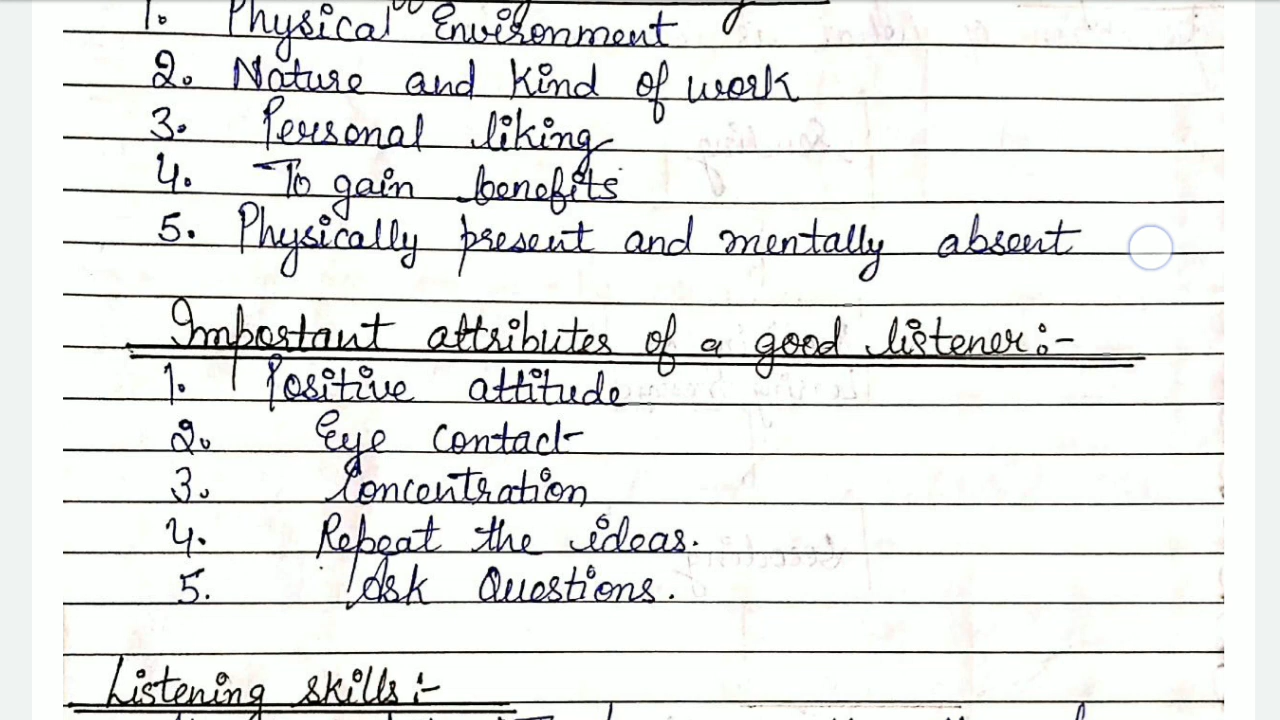 1. Physical Environment
2. Nature and kind of work
3. Personal liking
4. To gain benefits
5. Physically present and mentally absent
Important attributes of a good listener:-
1. Positive attitude
2. Eye contact
3. Concentration
4. Repeat the ideas.
5. Ask Questions.
Listening skills:-